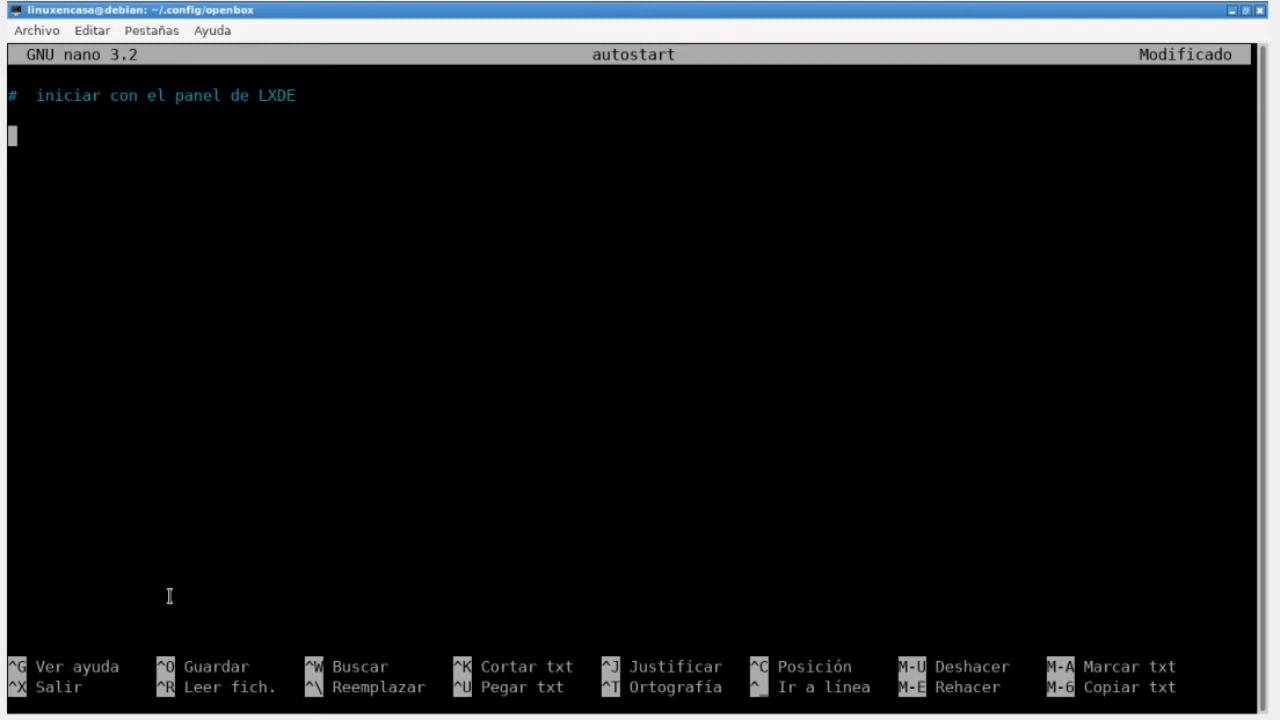 linuxencasa@debian: ~/.config/openbox
Archivo Editar Pestañas Ayuda
GNU nano 3.2 autostart Modificado
# iniciar con el panel de LXDE
^G Ver ayuda ^O Guardar ^W Buscar ^K Cortar txt ^J Justificar ^C Posición M-U Deshacer M-A Marcar txt
^X Salir ^R Leer fich. ^\ Reemplazar ^U Pegar txt ^T Ortografía ^_ Ir a línea M-E Rehacer M-6 Copiar txt